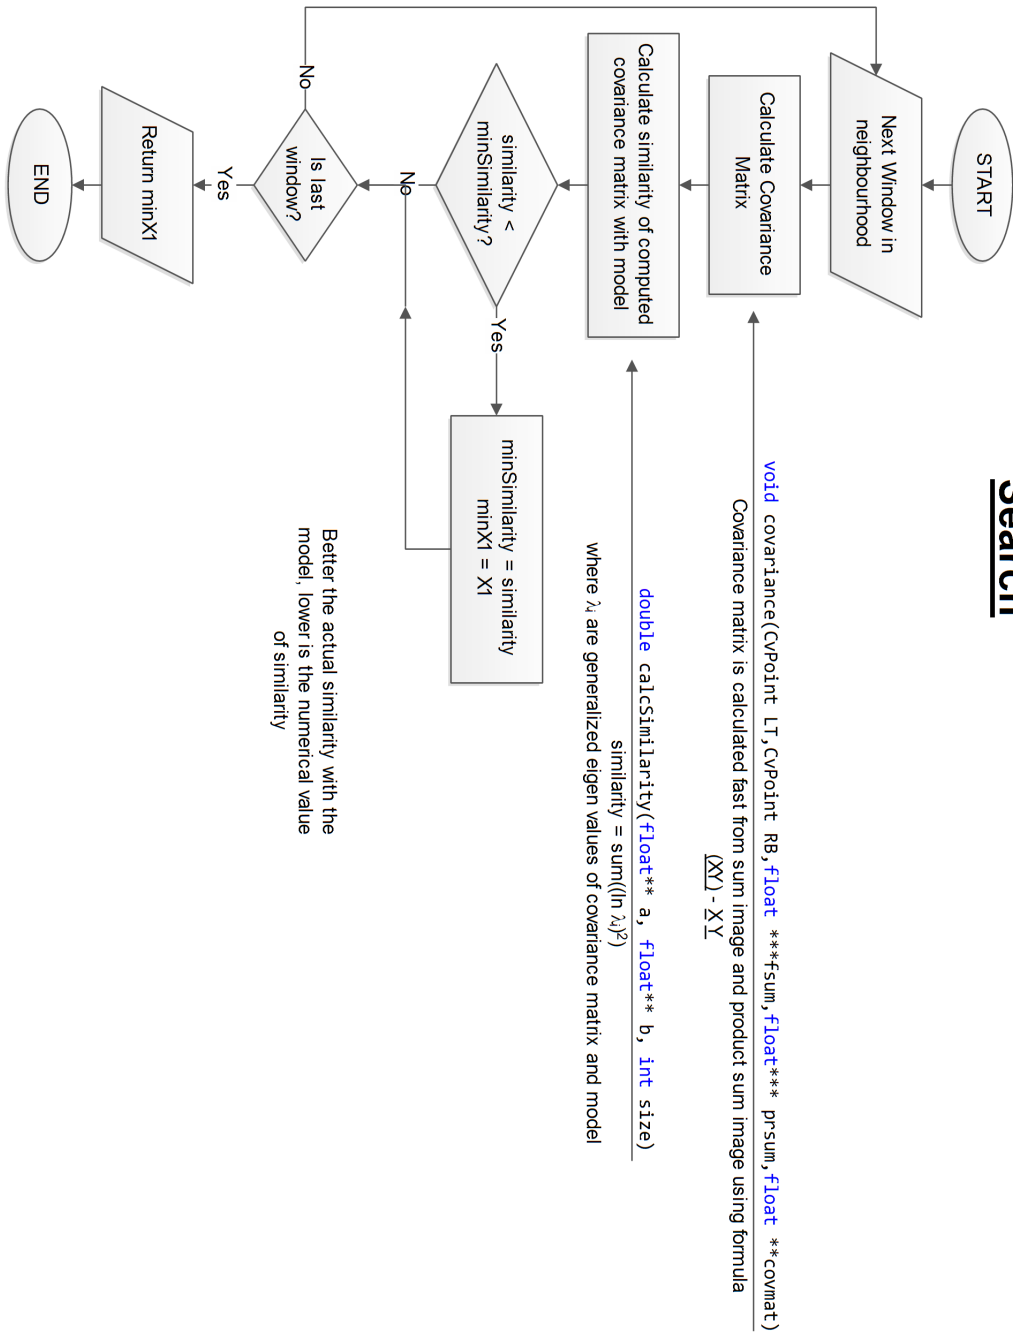 Search
START
Next Window in
neighbourhood
Calculate Covariance
Matrix
void covariance(CvPoint LT,CvPoint RB,float ***fsum,float*** prsum,float **covmat)
Covariance matrix is calculated fast from sum image and product sum image using formula
(XY) - X Y
Calculate similarity of computed
covariance matrix with model
double calcSimilarity(float** a, float** b, int size)
similarity = sum((ln λi)²)
where λi are generalized eigen values of covariance matrix and model
similarity <
minSimilarity?
Yes
minSimilarity = similarity
minX1 = X1
No
Is last
window?
No
Better the actual similarity with the
model, lower is the numerical value
of similarity
Yes
Return minX1
END